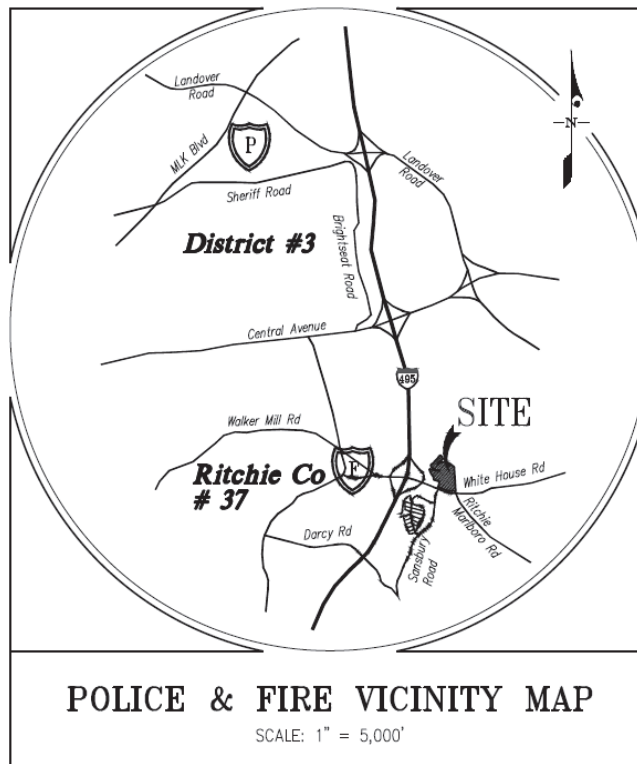 Landover
Road
MLK Blvd
P
N
Landover
Road
Sheriff Road
District #3
Brightseat Road
Central Avenue
495
SITE
Walker Mill Rd
Ritchie Co
# 37
F
White House Rd
Ritchie
Marlboro Rd
Darcy Rd
Sansbury
Road
POLICE & FIRE VICINITY MAP
SCALE: 1" = 5,000'